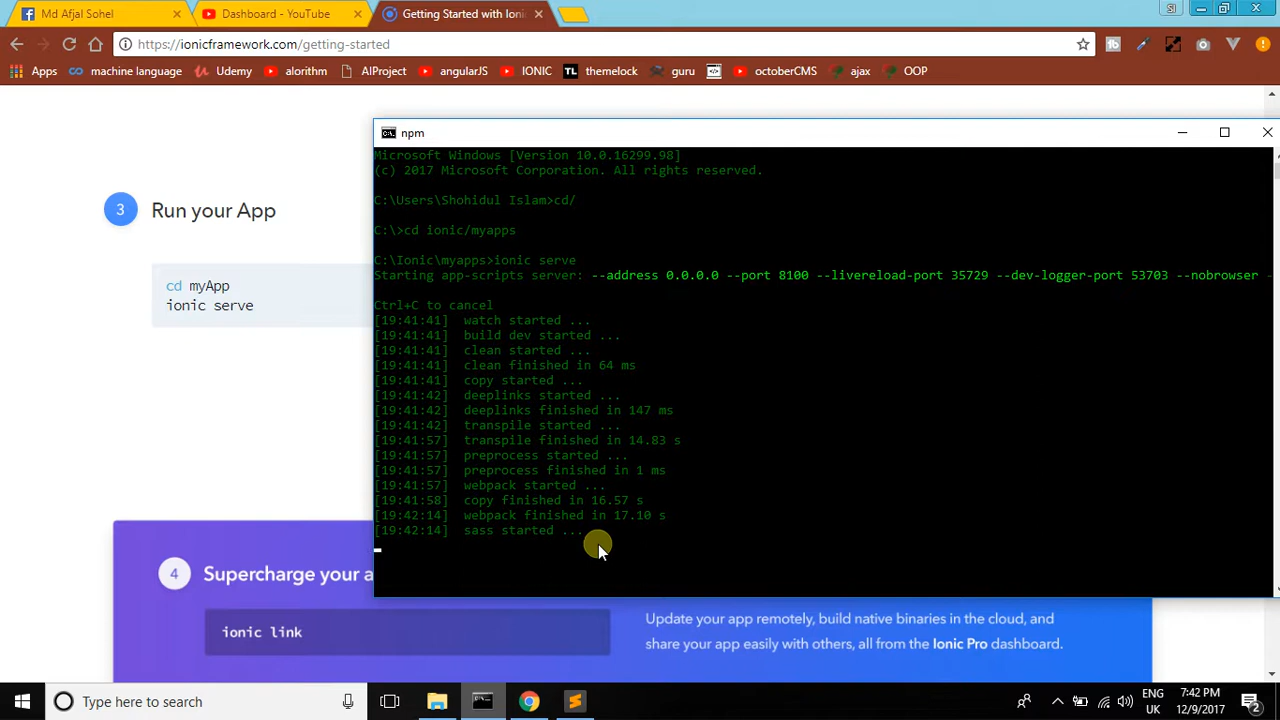 Md Afjal Sohel
Dashboard - YouTube
Getting Started with Ionic
https://ionicframework.com/getting-started
Apps
machine language
Udemy
alorithm
AIProject
angularJS
IONIC
TL themelock
guru
octoberCMS
ajax
OOP
3 Run your App
cd myApp
ionic serve
4 Supercharge your a
ionic link
Update your app remotely, build native binaries in the cloud, and
share your app easily with others, all from the Ionic Pro dashboard.
npm
Microsoft Windows [Version 10.0.16299.98]
(c) 2017 Microsoft Corporation. All rights reserved.
C:\Users\Shohidul Islam>cd/
C:\>cd ionic/myapps
C:\Ionic\myapps>ionic serve
Starting app-scripts server: --address 0.0.0.0 --port 8100 --livereload-port 35729 --dev-logger-port 53703 --nobrowser -
Ctrl+C to cancel
[19:41:41] watch started ...
[19:41:41] build dev started ...
[19:41:41] clean started ...
[19:41:41] clean finished in 64 ms
[19:41:41] copy started ...
[19:41:42] deeplinks started ...
[19:41:42] deeplinks finished in 147 ms
[19:41:42] transpile started ...
[19:41:57] transpile finished in 14.83 s
[19:41:57] preprocess started ...
[19:41:57] preprocess finished in 1 ms
[19:41:57] webpack started ...
[19:41:58] copy finished in 16.57 s
[19:42:14] webpack finished in 17.10 s
[19:42:14] sass started ...
Type here to search
ENG
UK
7:42 PM
12/9/2017
2